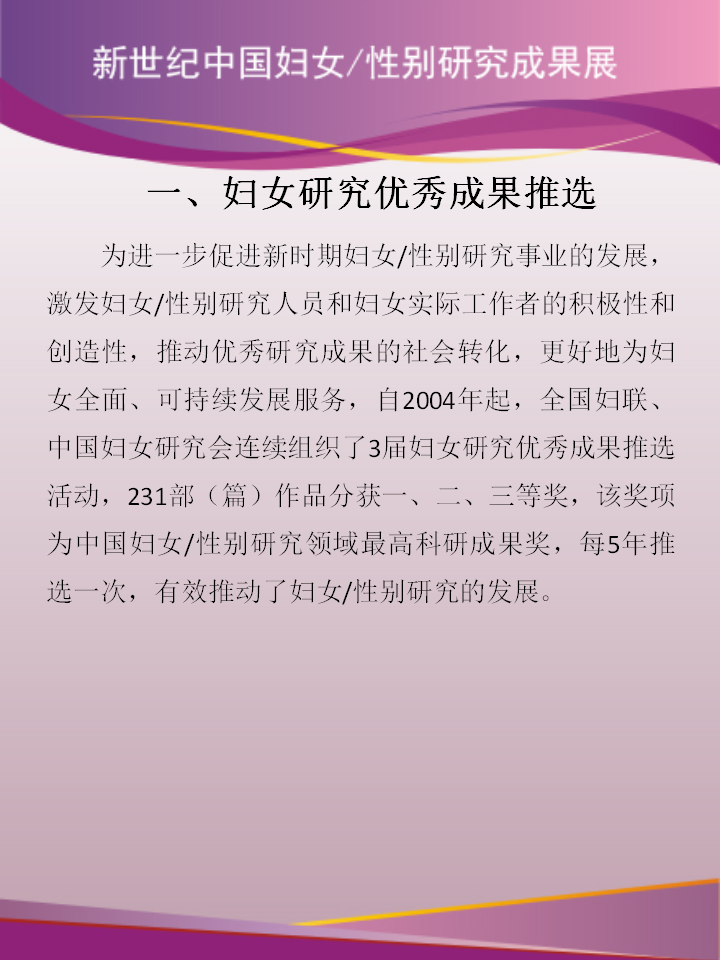 新世纪中国妇女/性别研究成果展
一、妇女研究优秀成果推选
为进一步促进新时期妇女/性别研究事业的发展，
激发妇女/性别研究人员和妇女实际工作者的积极性和
创造性，推动优秀研究成果的社会转化，更好地为妇
女全面、可持续发展服务，自2004年起，全国妇联、
中国妇女研究会连续组织了3届妇女研究优秀成果推选
活动，231部（篇）作品分获一、二、三等奖，该奖项
为中国妇女/性别研究领域最高科研成果奖，每5年推
选一次，有效推动了妇女/性别研究的发展。